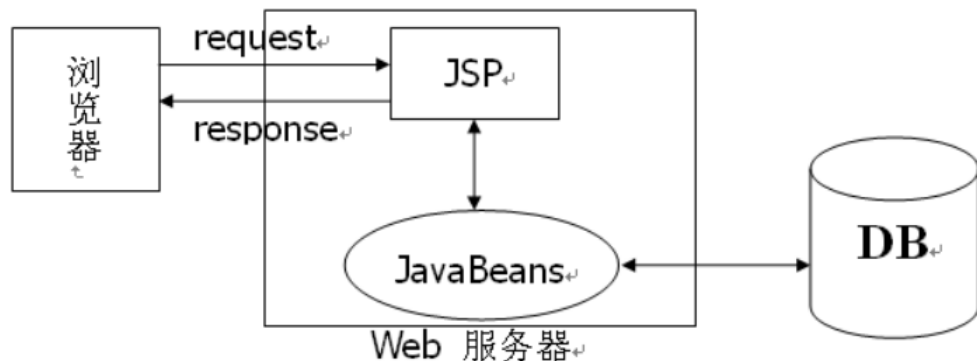 request
浏览器
JSP
response
DB
JavaBeans
Web 服务器